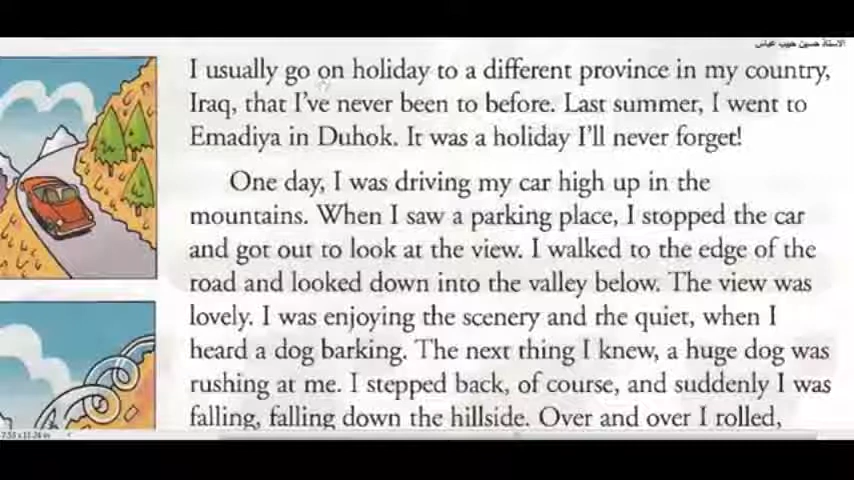 الاستاذ حسين حبيب عباس
I usually go on holiday to a different province in my country,
Iraq, that I've never been to before. Last summer, I went to
Emadiya in Duhok. It was a holiday I'll never forget!
One day, I was driving my car high up in the
mountains. When I saw a parking place, I stopped the car
and got out to look at the view. I walked to the edge of the
road and looked down into the valley below. The view was
lovely. I was enjoying the scenery and the quiet, when I
heard a dog barking. The next thing I knew, a huge dog was
rushing at me. I stepped back, of course, and suddenly I was
falling, falling down the hillside. Over and over I rolled,